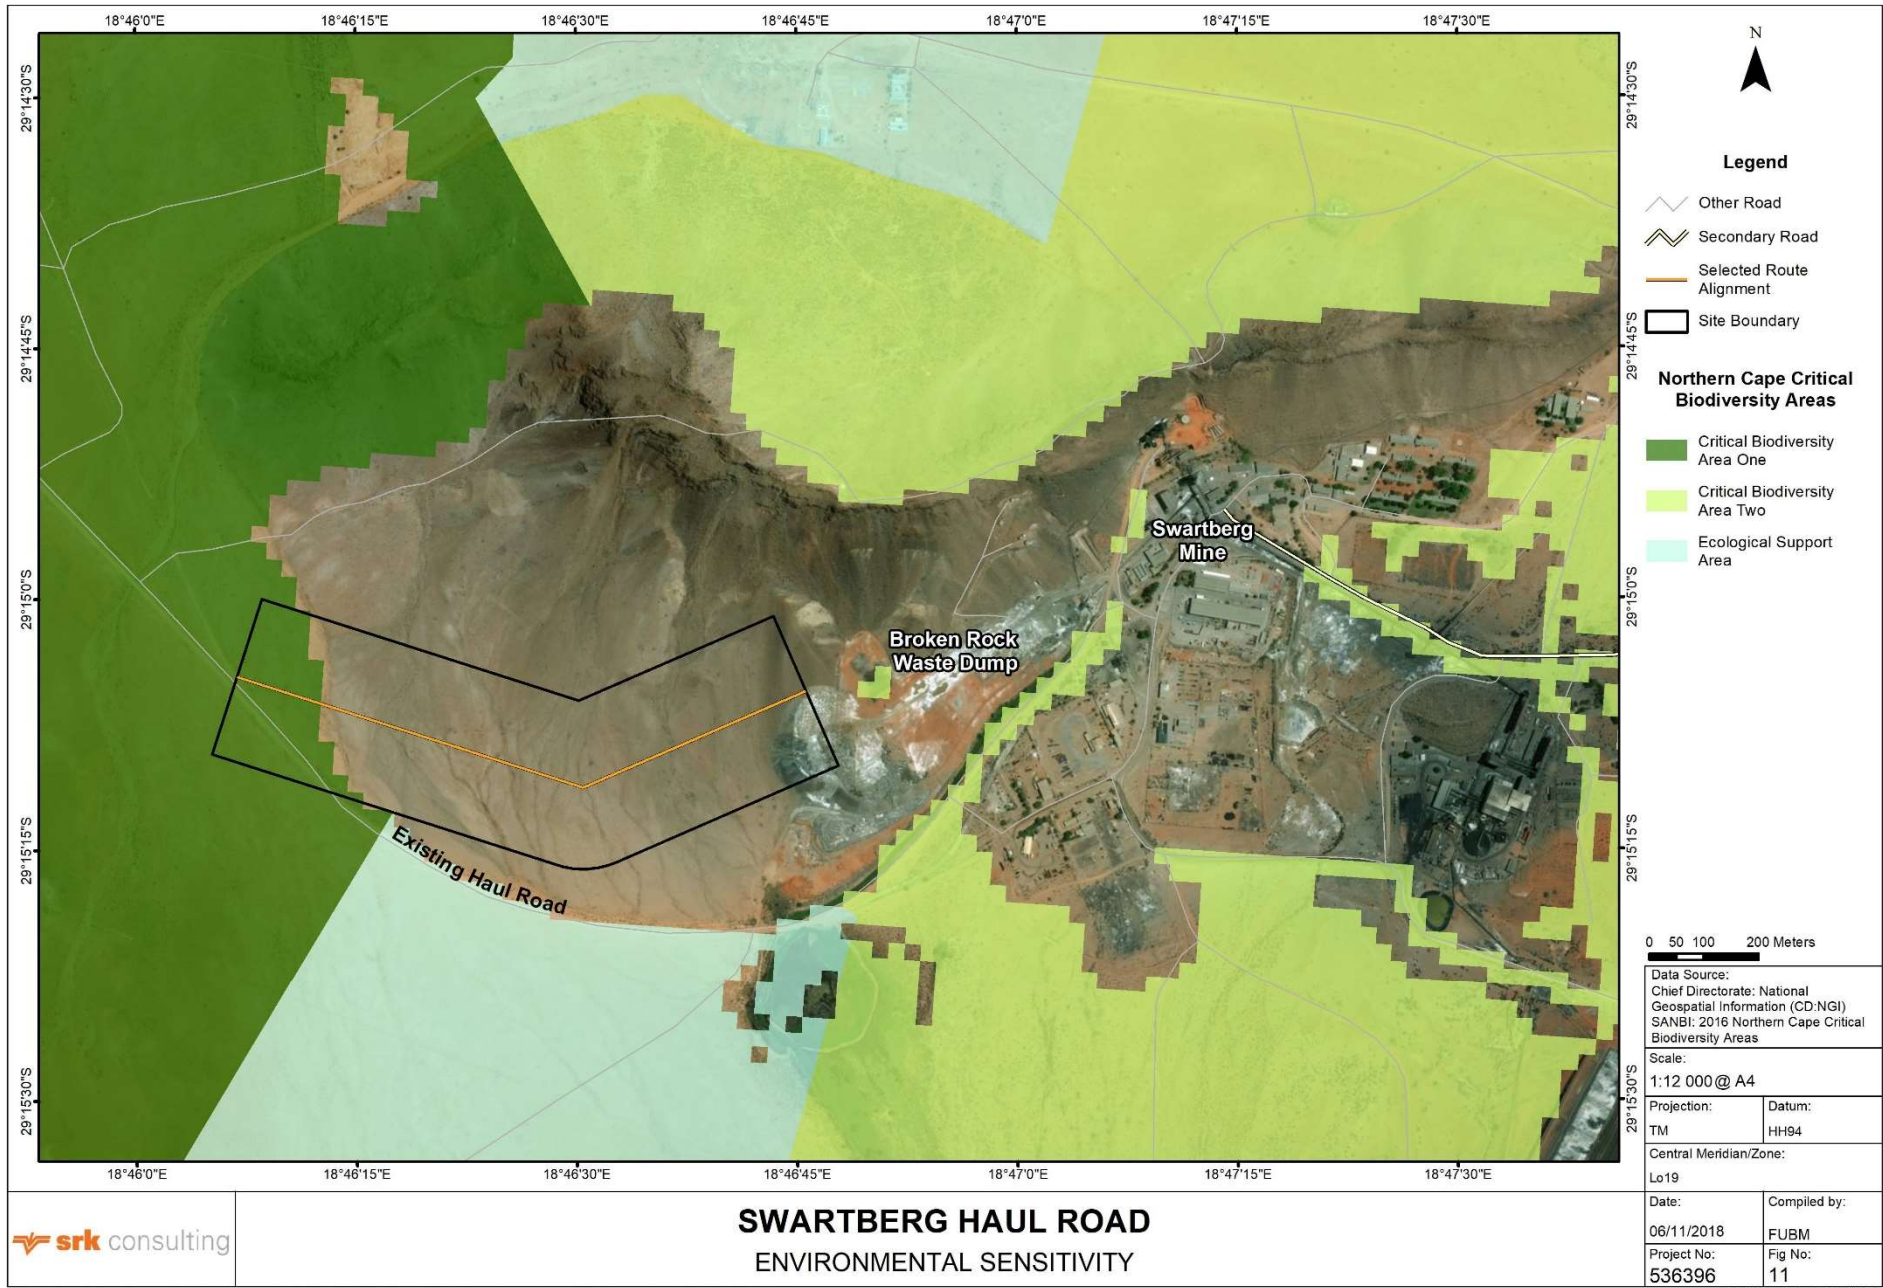 18°46'0"E 18°46'15"E 18°46'30"E 18°46'45"E 18°47'0"E 18°47'15"E 18°47'30"E
29°14'30"S
29°14'45"S
29°15'0"S
29°15'15"S
29°15'30"S
Swartberg
Mine
Broken Rock
Waste Dump
Existing Haul Road
29°14'30"S
29°14'45"S
29°15'0"S
29°15'15"S
29°15'30"S
18°46'0"E 18°46'15"E 18°46'30"E 18°46'45"E 18°47'0"E 18°47'15"E 18°47'30"E
N
Legend
Other Road
Secondary Road
Selected Route
Alignment
Site Boundary
Northern Cape Critical
Biodiversity Areas
Critical Biodiversity
Area One
Critical Biodiversity
Area Two
Ecological Support
Area
0 50 100 200 Meters
Data Source:
Chief Directorate: National
Geospatial Information (CD:NGI)
SANBI: 2016 Northern Cape Critical
Biodiversity Areas
Scale:
1:12 000@ A4
Projection: Datum:
TM HH94
Central Meridian/Zone:
Lo19
Date: Compiled by:
06/11/2018 FUBM
Project No: Fig No:
536396 11
srk consulting
SWARTBERG HAUL ROAD
ENVIRONMENTAL SENSITIVITY